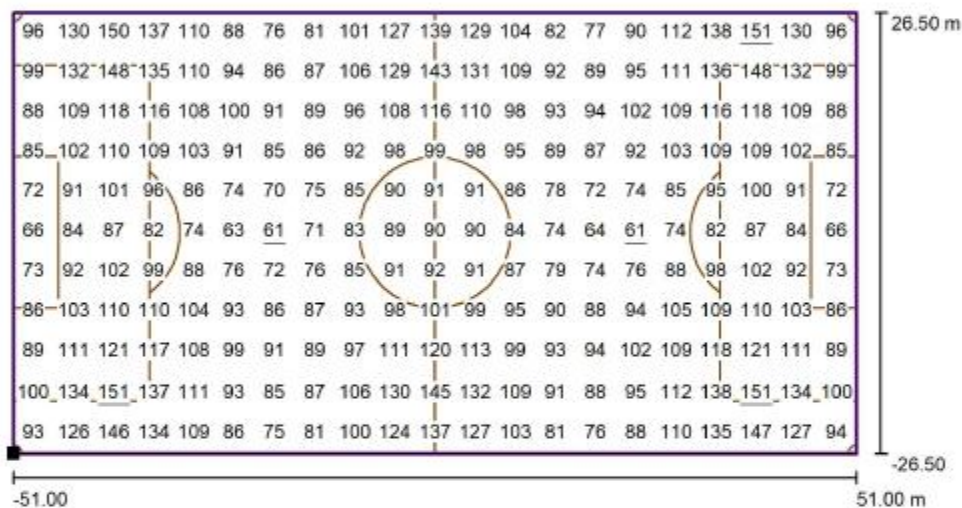 96 130 150 137 110 88 76 81 101 127 139 129 104 82 77 90 112 138 151 130 96
26.50 m
99 132 148 135 110 94 86 87 106 129 143 131 109 92 89 95 111 136 148 132 99
88 109 118 116 108 100 91 89 96 108 116 110 98 93 94 102 109 116 118 109 88
85 102 110 109 103 91 85 86 92 98 99 98 95 89 87 92 103 109 109 102 85
72 91 101 96 86 74 70 75 85 90 91 91 86 78 72 74 85 95 100 91 72
66 84 87 82 74 63 61 71 83 89 90 90 84 74 64 61 74 82 87 84 66
73 92 102 99 88 76 72 76 85 91 92 91 87 79 74 76 88 98 102 92 73
86 103 110 110 104 93 86 87 93 98 101 99 95 90 88 94 105 109 110 103 86
89 111 121 117 108 99 91 89 97 111 120 113 99 93 94 102 109 118 121 111 89
100 134 151 137 111 93 85 87 106 130 145 132 109 91 88 95 112 138 151 134 100
93 126 146 134 109 86 75 81 100 124 137 127 103 81 76 88 110 135 147 127 94
-26.50
-51.00
51.00 m